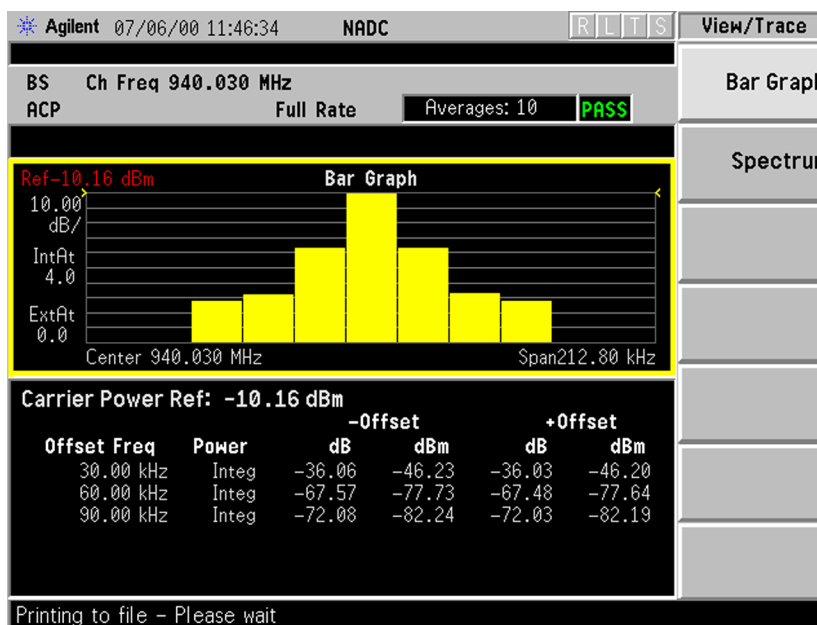 Agilent 07/06/00 11:46:34 NADC R L T S View/Trace
BS Ch Freq 940.030 MHz
ACP Full Rate Averages: 10 PASS
Bar Grap
Spectru
Ref-10.16 dBm Bar Graph
10.00
dB/
IntAt
4.0
ExtAt
0.0
Center 940.030 MHz Span212.80 kHz
Carrier Power Ref: -10.16 dBm
-Offset +Offset
Offset Freq Power dB dBm dB dBm
30.00 kHz Integ -36.06 -46.23 -36.03 -46.20
60.00 kHz Integ -67.57 -77.73 -67.48 -77.64
90.00 kHz Integ -72.08 -82.24 -72.03 -82.19
Printing to file - Please wait